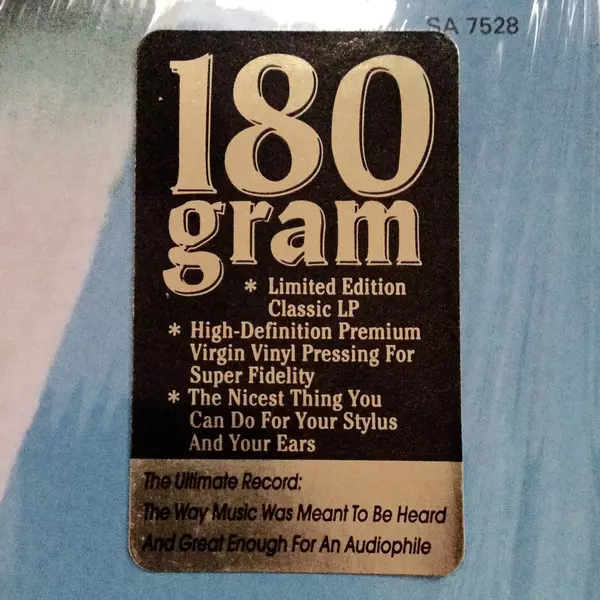 SA 7528
180
gram
* Limited Edition
Classic LP
* High-Definition Premium
Virgin Vinyl Pressing For
Super Fidelity
* The Nicest Thing You
Can Do For Your Stylus
And Your Ears
The Ultimate Record:
The Way Music Was Meant To Be Heard
And Great Enough For An Audiophile